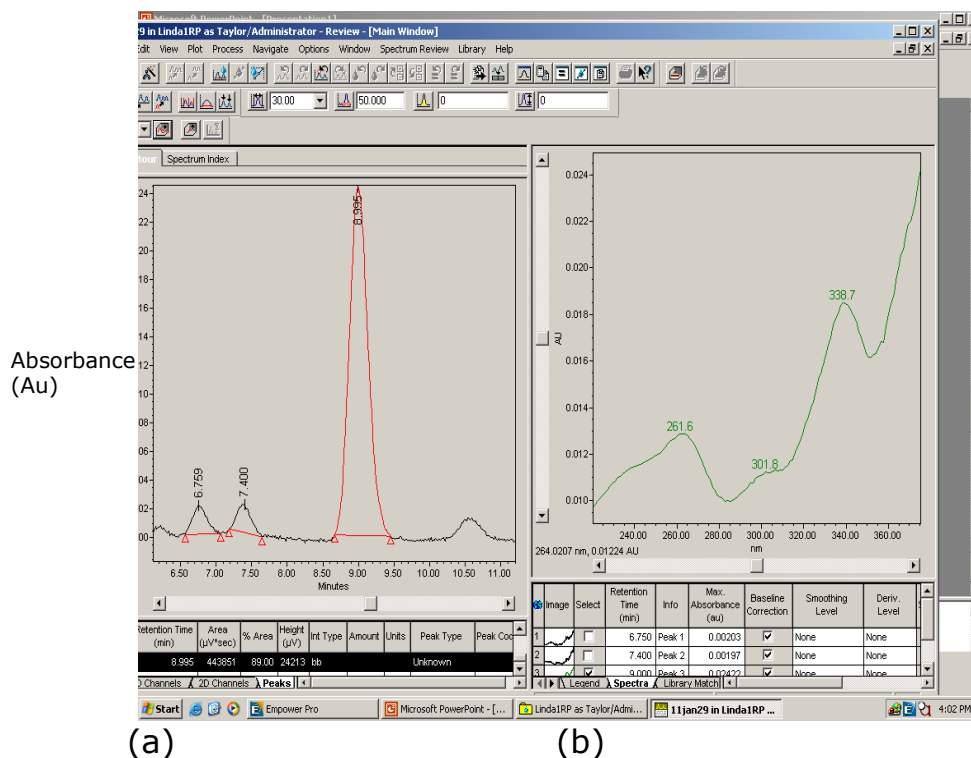 Microsoft PowerPoint - [Presentation1]
29 in Linda1RP as Taylor/Administrator - Review - [Main Window]
Edit View Plot Process Navigate Options Window Spectrum Review Library Help
30.00 50.000 0 0
Spectrum Index
24
22
20
18
16
14
12
10
08
06
04
02
00
6.759
7.400
8.995
6.50 7.00 7.50 8.00 8.50 9.00 9.50 10.00 10.50 11.00
Minutes
Absorbance
(Au)
0.024
0.022
0.020
0.018
0.016
0.014
0.012
0.010
AU
261.6
301.8
338.7
240.00 260.00 280.00 300.00 320.00 340.00 360.00
nm
264.0207 nm, 0.01224 AU
Retention Time (min) Area (µV*sec) % Area Height (µV) Int Type Amount Units Peak Type Peak Cod
8.995 443851 89.00 24213 bb Unknown
Channels 2D Channels Peaks
Image Select Retention Time (min) Info Max. Absorbance (au) Baseline Correction Smoothing Level Deriv. Level
1 6.750 Peak 1 0.00203 None None
2 7.400 Peak 2 0.00197 None None
3 9.000 Peak 3 0.02422 None None
Legend Spectra Library Match
Start Empower Pro Microsoft PowerPoint - [... Linda1RP as Taylor/Admi... 11jan29 in Linda1RP ... 4:02 PM
(a) (b)